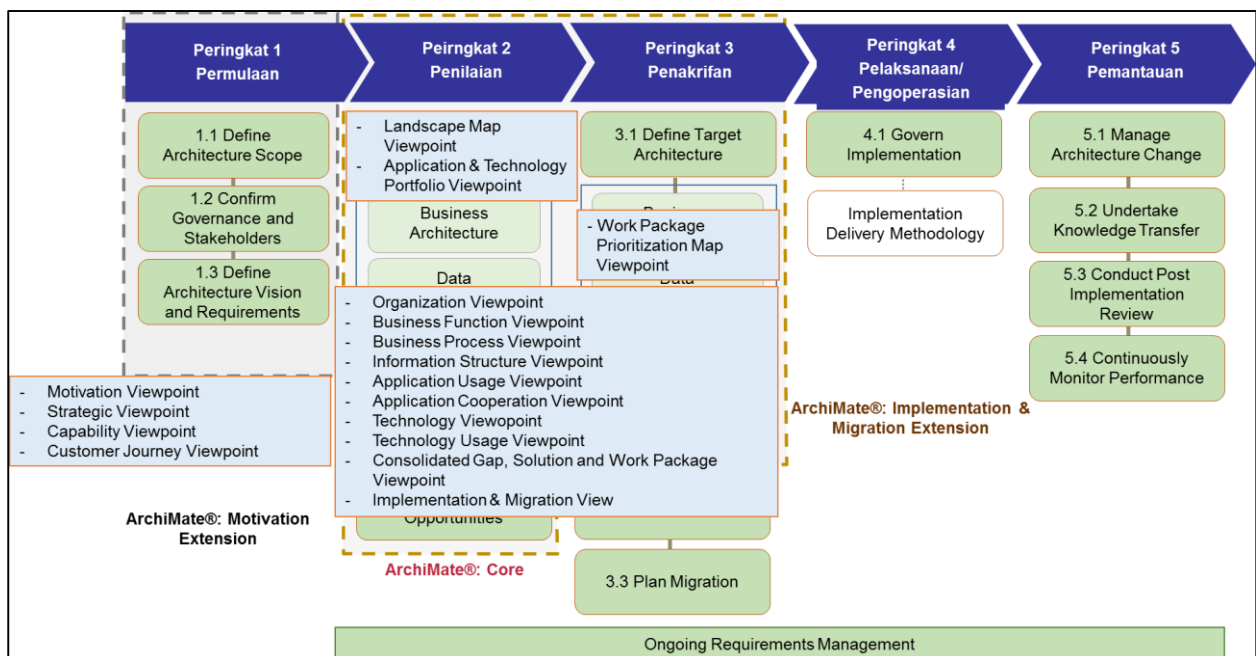 Peringkat 1
Permulaan
Peirngkat 2
Penilaian
Peringkat 3
Penakrifan
Peringkat 4
Pelaksanaan/
Pengoperasian
Peringkat 5
Pemantauan
1.1 Define
Architecture Scope
1.2 Confirm
Governance and
Stakeholders
1.3 Define
Architecture Vision
and Requirements
- Motivation Viewpoint
- Strategic Viewpoint
- Capability Viewpoint
- Customer Journey Viewpoint
ArchiMate®: Motivation
Extension
- Landscape Map
Viewpoint
- Application & Technology
Portfolio Viewpoint
Business
Architecture
Data
- Organization Viewpoint
- Business Function Viewpoint
- Business Process Viewpoint
- Information Structure Viewpoint
- Application Usage Viewpoint
- Application Cooperation Viewpoint
- Technology Viewopoint
- Technology Usage Viewpoint
- Consolidated Gap, Solution and Work Package
Viewpoint
- Implementation & Migration View
Opportunities
ArchiMate®: Core
3.1 Define Target
Architecture
- Work Package
Prioritization Map
Viewpoint
Data
3.3 Plan Migration
4.1 Govern
Implementation
Implementation
Delivery Methodology
ArchiMate®: Implementation &
Migration Extension
5.1 Manage
Architecture Change
5.2 Undertake
Knowledge Transfer
5.3 Conduct Post
Implementation
Review
5.4 Continuously
Monitor Performance
Ongoing Requirements Management